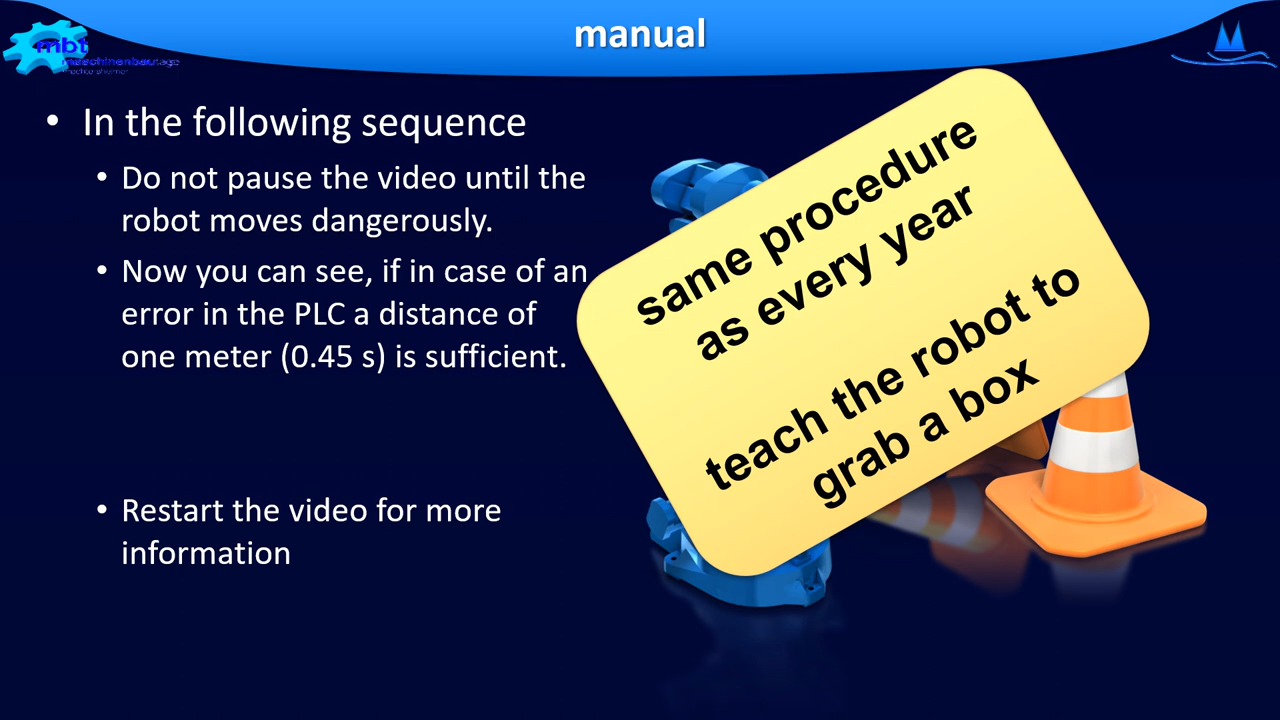 manual
mbt
maschinenbautage
mechternheimer
• In the following sequence
• Do not pause the video until the
robot moves dangerously.
• Now you can see, if in case of an
error in the PLC a distance of
one meter (0.45 s) is sufficient.
• Restart the video for more
information
same procedure
as every year
teach the robot to
grab a box